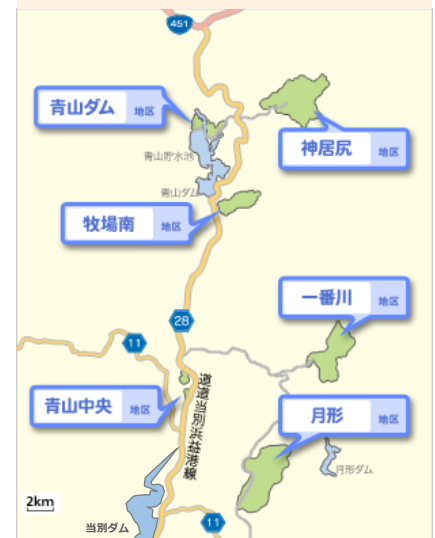 451
青山ダム 地区
神居尻 地区
青山貯水池
青山ダム
牧場南 地区
一番川 地区
28
11
青山中央 地区
道道当別浜益港線
月形 地区
月形ダム
2km
当別ダム
11